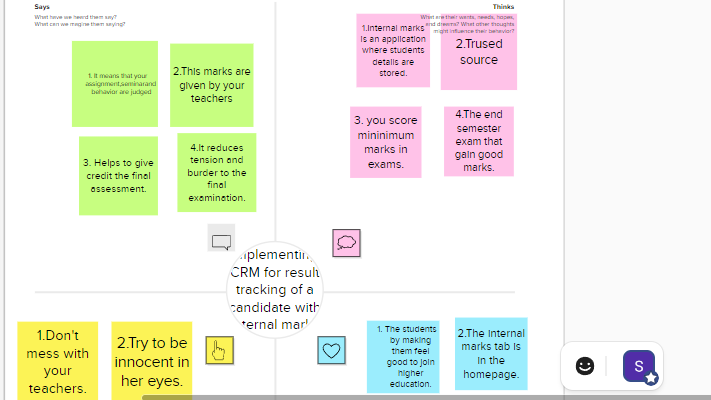 Says
What have we heard them say?
What can we imagine them saying?
Thinks
What are their wants, needs, hopes,
and dreams? What other thoughts
might influence their behavior?
1. It means that your
assignment,seminarand
behavior are judged
2.This marks are
given by your
teachers
3. Helps to give
credit the final
assessment.
4.It reduces
tension and
burder to the
final
examination.
1.Internal marks
is an application
where students
details are
stored.
2.Trused
source
3. you score
mininimum
marks in
exams.
4.The end
semester
exam that
gain good
marks.
mplementing
CRM for result
tracking of a
candidate with
ternal mark
1.Don't
mess with
your
teachers.
2.Try to be
innocent in
her eyes.
1. The students
by making
them feel
good to join
higher
education.
2.The Internal
marks tab is
in the
homepage.
S